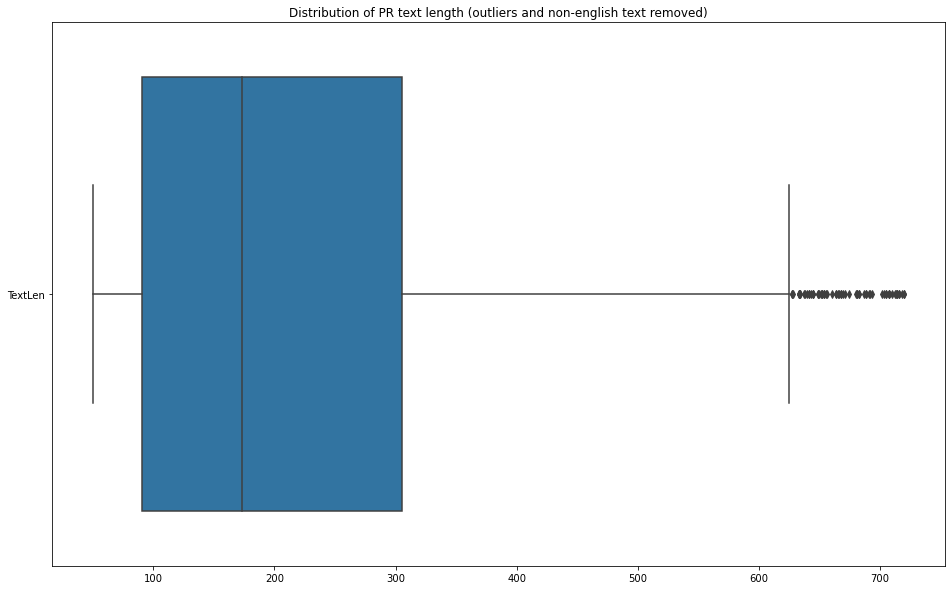 Distribution of PR text length (outliers and non-english text removed)
TextLen
100 200 300 400 500 600 700